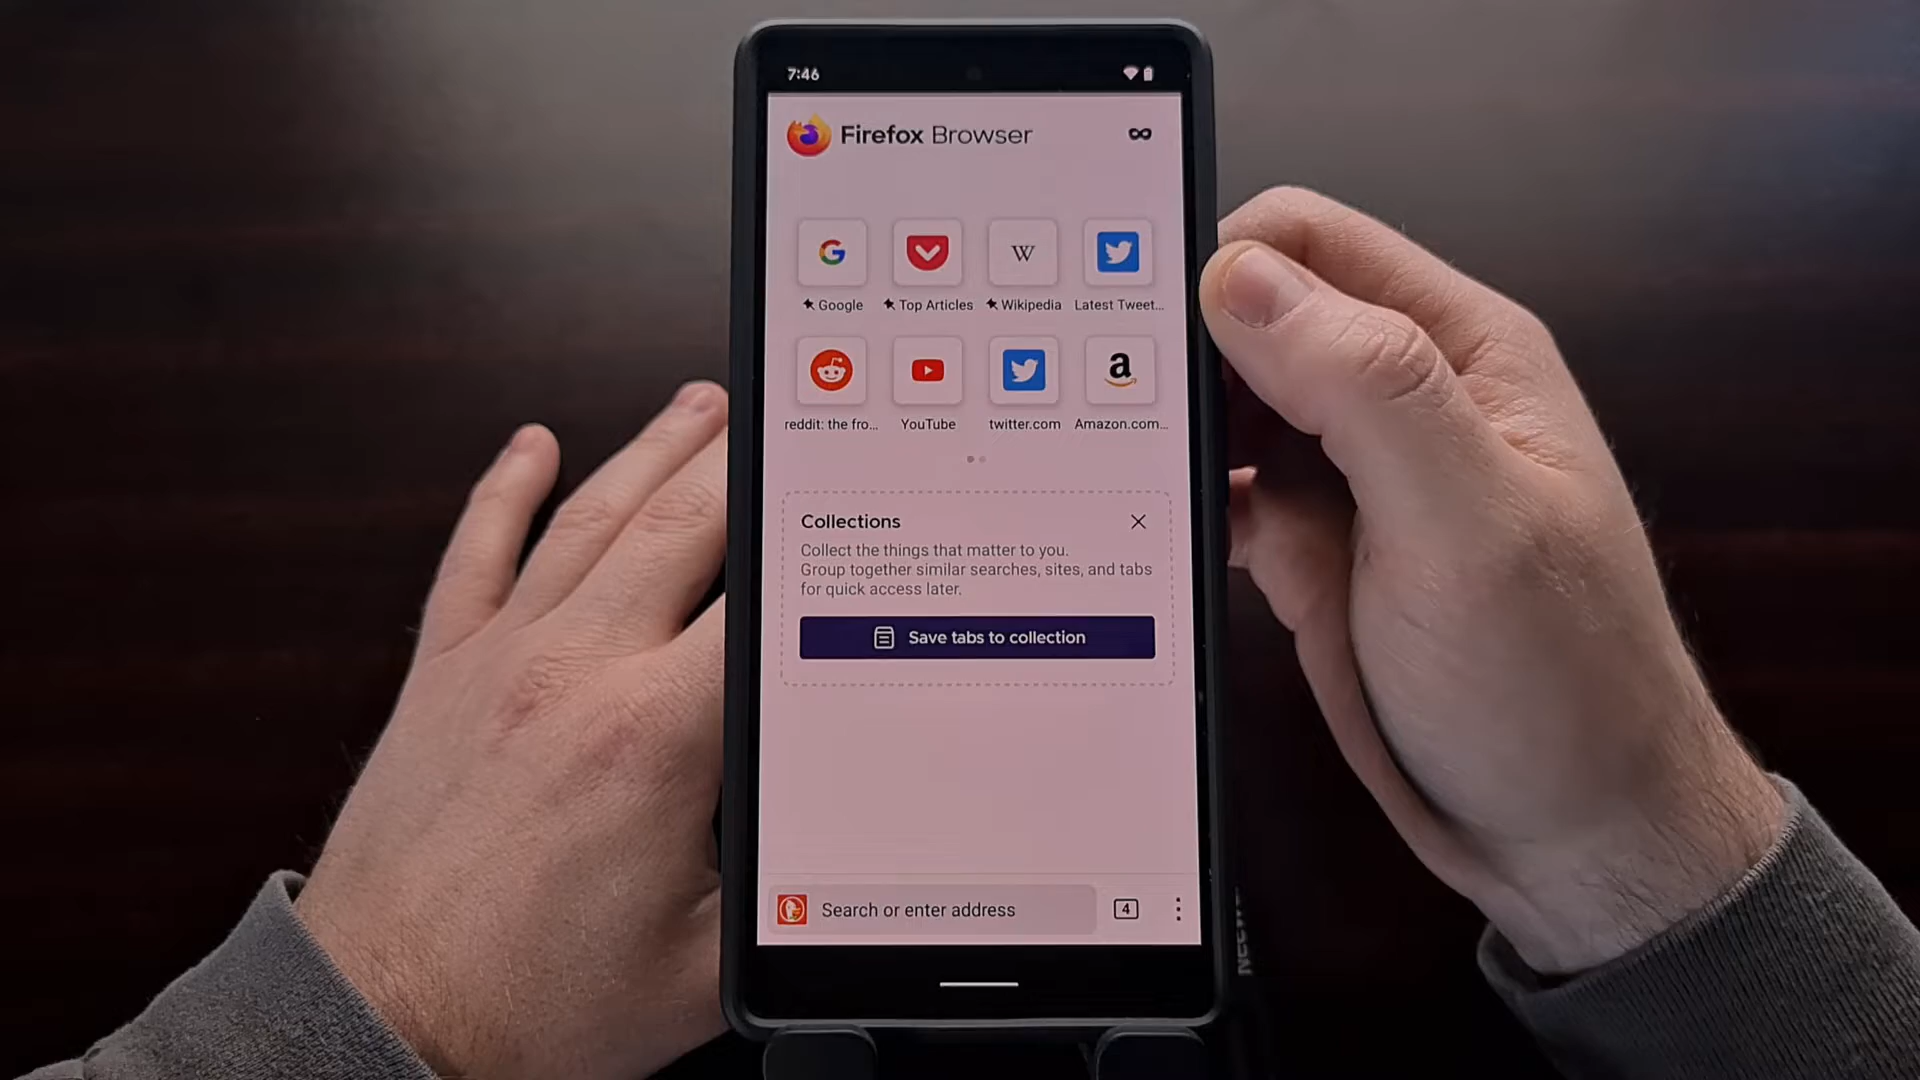 7:46
Firefox Browser
G
W
Google
Top Articles
Wikipedia
Latest Tweet...
a
reddit: the fro...
YouTube
twitter.com
Amazon.com...
Collections
Collect the things that matter to you.
Group together similar searches, sites, and tabs
for quick access later.
Save tabs to collection
Search or enter address
4